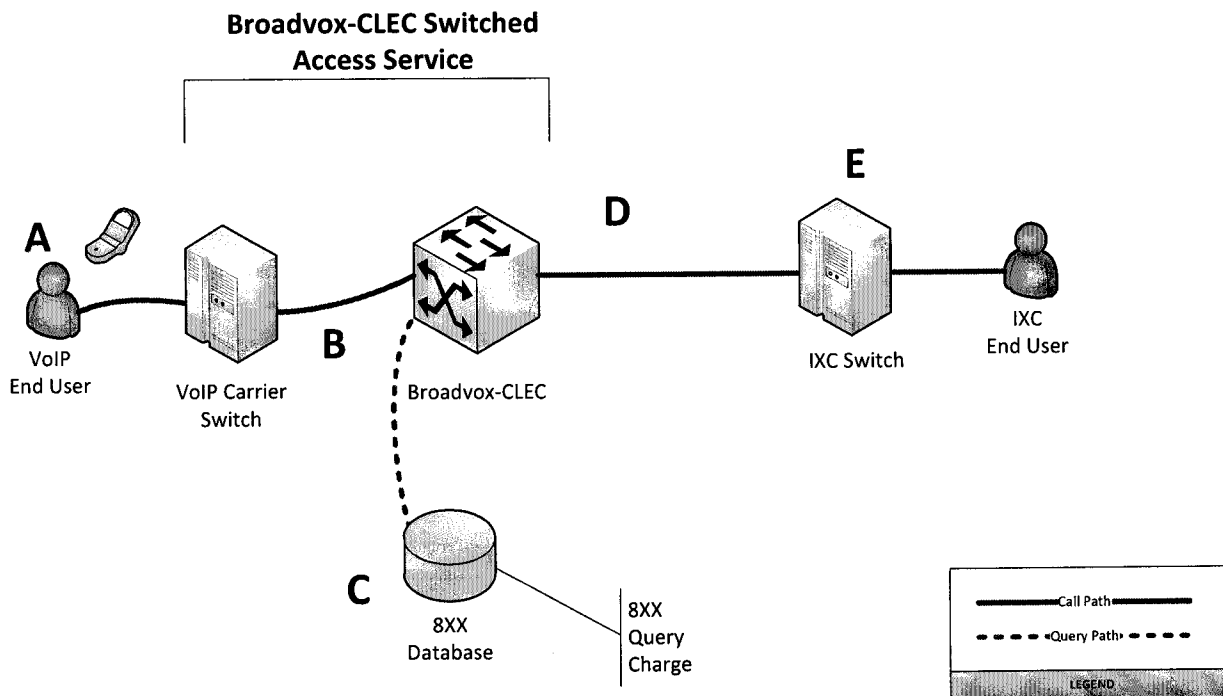 Broadvox-CLEC Switched
Access Service
A
VoIP
End User
VoIP Carrier
Switch
B
Broadvox-CLEC
D
E
IXC Switch
IXC
End User
C
8XX
Database
8XX
Query
Charge
Call Path
Query Path
LEGEND